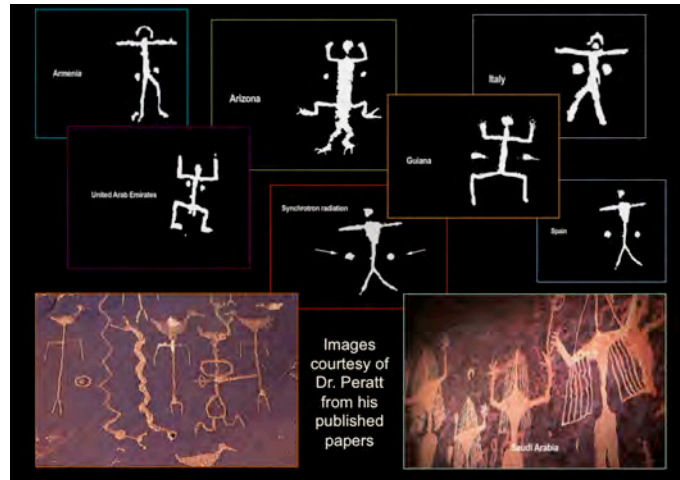 Armenia
Arizona
Italy
United Arab Emirates
Guiana
Synchrotron radiation
Spain
Images
courtesy of
Dr. Peratt
from his
published
papers
Saudi Arabia